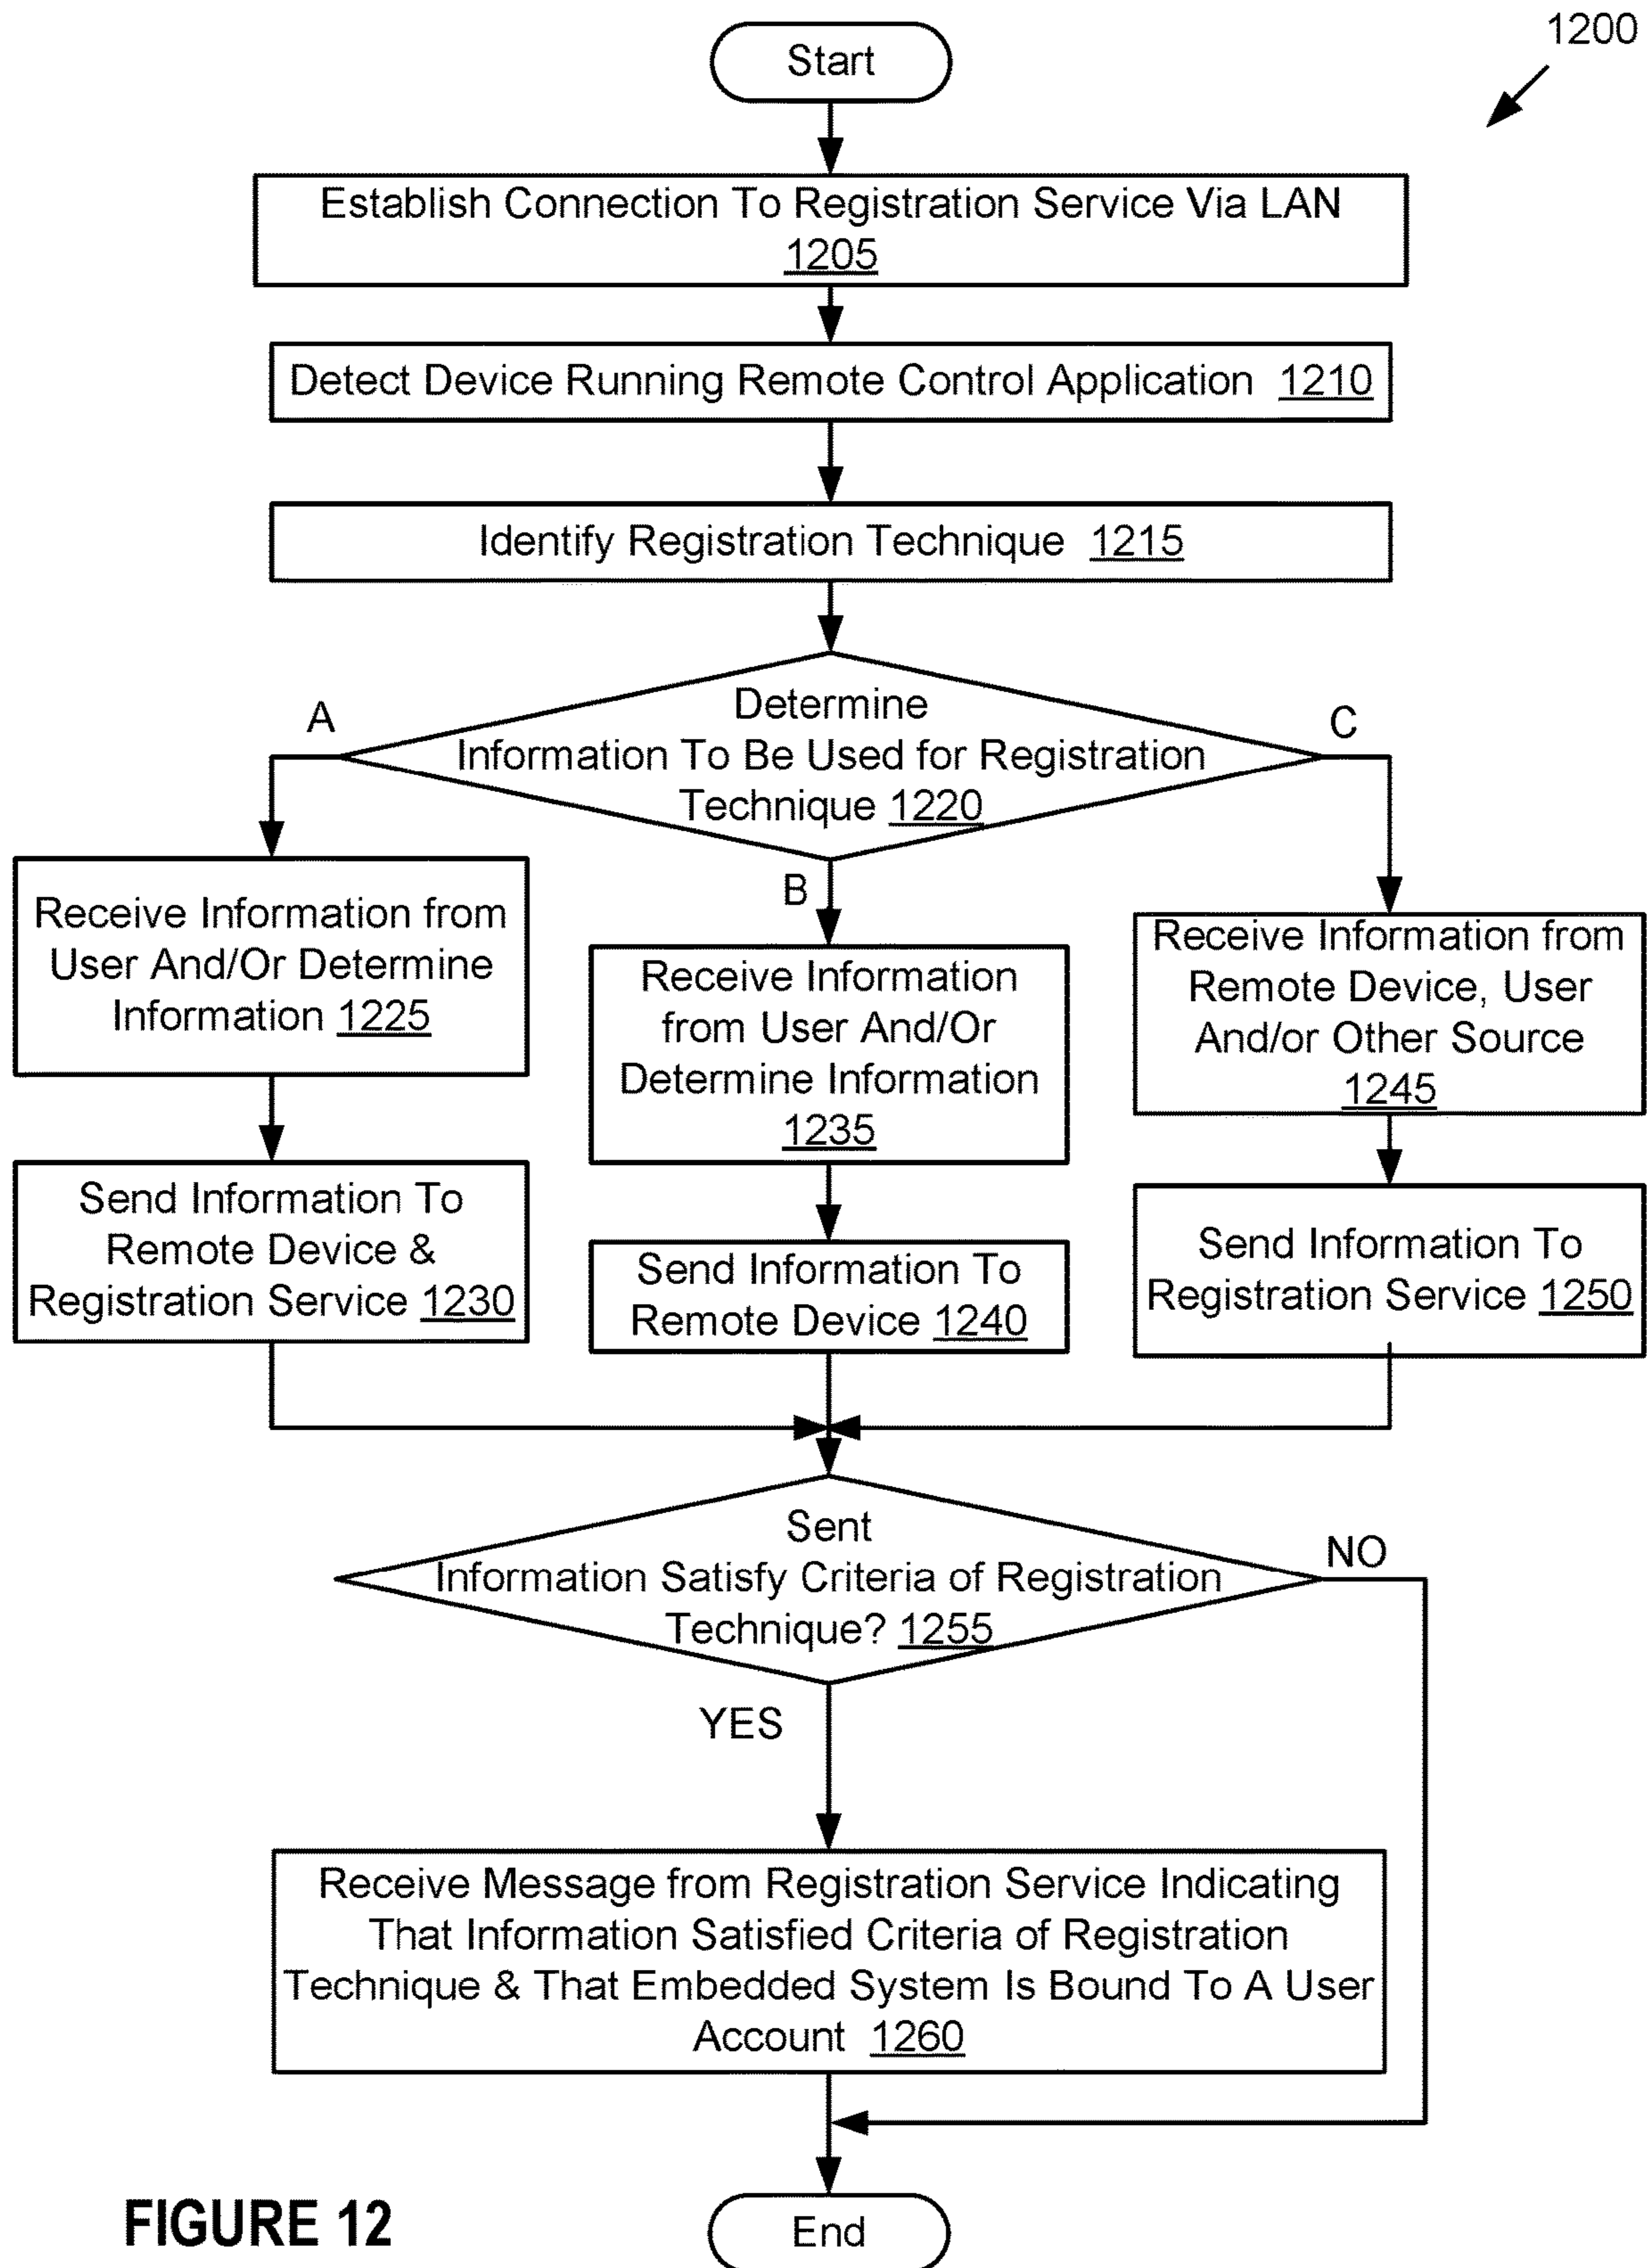 1200
Start
Establish Connection To Registration Service Via LAN
1205
Detect Device Running Remote Control Application 1210
Identify Registration Technique 1215
Determine
Information To Be Used for Registration
Technique 1220
A
B
C
Receive Information from
User And/Or Determine
Information 1225
Send Information To
Remote Device &
Registration Service 1230
Receive Information
from User And/Or
Determine Information
1235
Send Information To
Remote Device 1240
Receive Information from
Remote Device, User
And/or Other Source
1245
Send Information To
Registration Service 1250
Sent
Information Satisfy Criteria of Registration
Technique? 1255
NO
YES
Receive Message from Registration Service Indicating
That Information Satisfied Criteria of Registration
Technique & That Embedded System Is Bound To A User
Account 1260
End
FIGURE 12